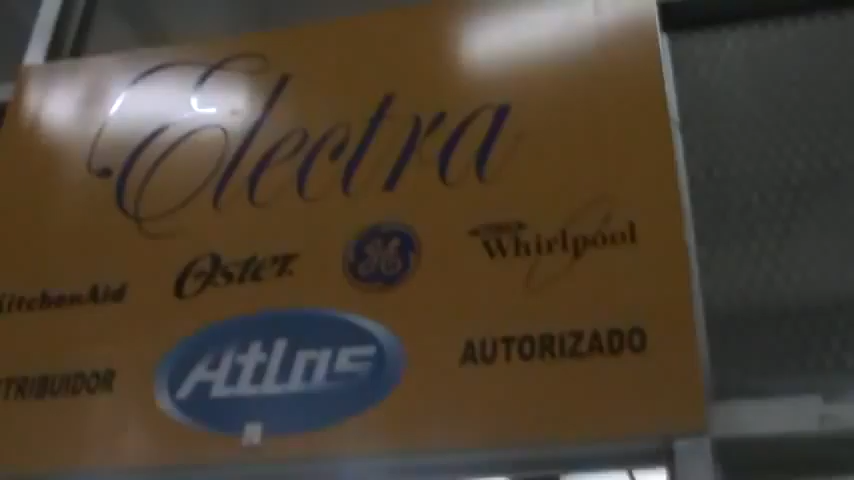 Electra
KitchenAid Oster GE Whirlpool
TRIBUIDOR Atlas AUTORIZADO